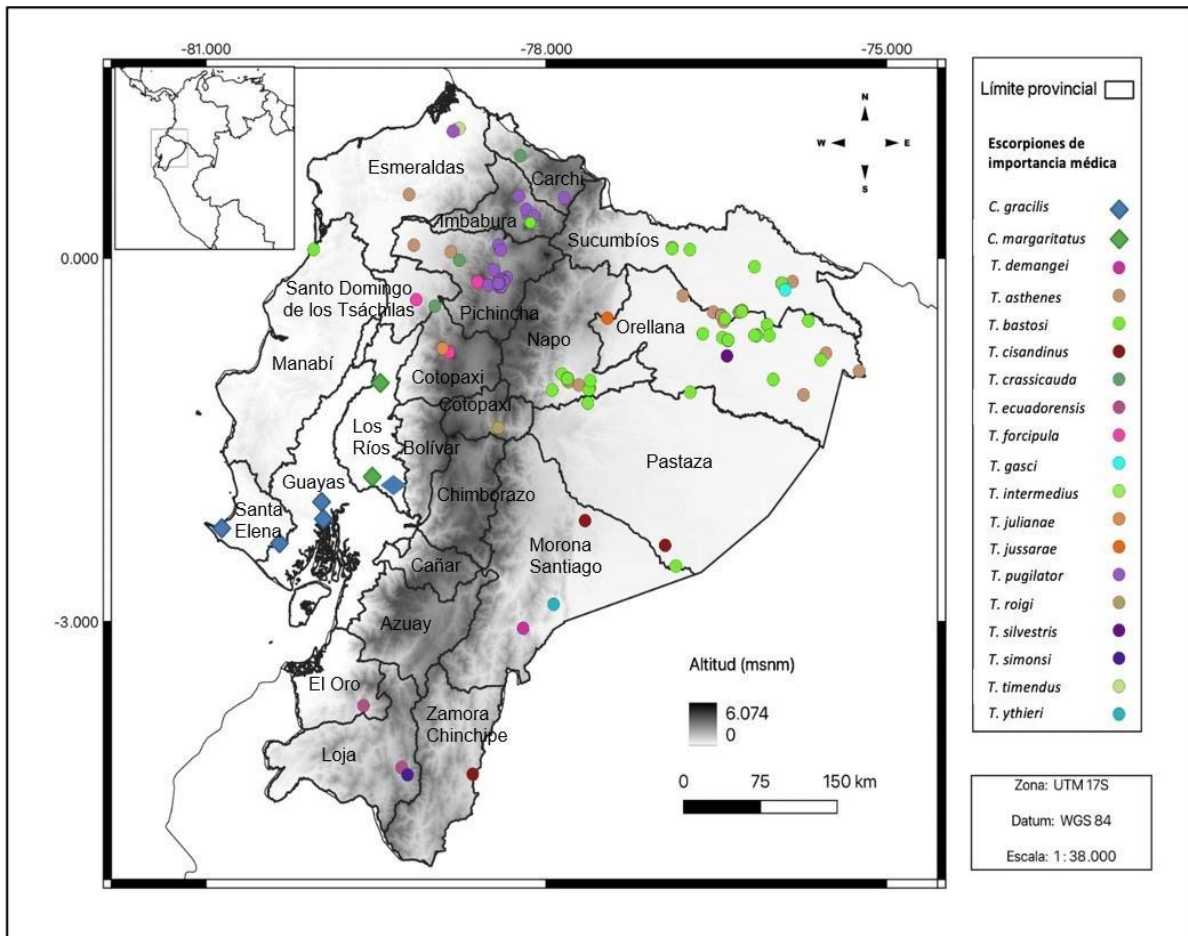 -81.000
-78.000
-75.000
0.000
-3.000
N
W
E
S
Esmeraldas
Carchi
Imbabura
Sucumbíos
Santo Domingo
de los Tsáchilas
Pichincha
Napo
Orellana
Manabí
Cotopaxi
Cotopaxi
Los
Ríos
Bolívar
Pastaza
Guayas
Chimborazo
Santa
Elena
Morona
Santiago
Cañar
Azuay
El Oro
Zamora
Chinchipe
Loja
Altitud (msnm)
6.074
0
0
75
150 km
Límite provincial
Escorpiones de
importancia médica
C. gracilis
C. margaritatus
T. demangei
T. asthenes
T. bastosi
T. cisandinus
T. crassicauda
T. ecuadorensis
T. forcipula
T. gasci
T. intermedius
T. julianae
T. jussarae
T. pugilator
T. roigi
T. silvestris
T. simonsi
T. timendus
T. ythieri
Zona: UTM 17S
Datum: WGS 84
Escala: 1 : 38.000